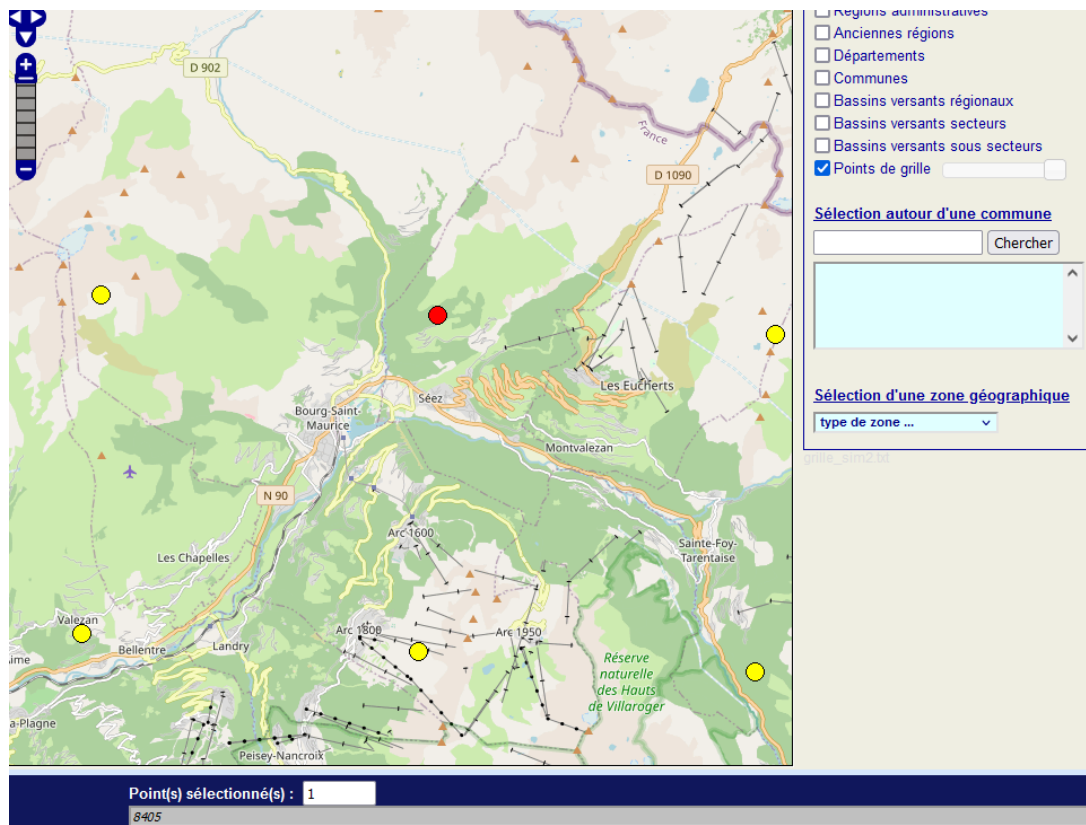 Régions administratives
Anciennes régions
Départements
Communes
Bassins versants régionaux
Bassins versants secteurs
Bassins versants sous secteurs
Points de grille
Sélection autour d'une commune
Chercher
Sélection d'une zone géographique
type de zone ...
grille_sim2.txt
D 902
France
D 1090
Les Eucherts
Séez
Bourg-Saint-
Maurice
Montvalezan
N 90
Arc 1600
Les Chapelles
Sainte-Foy-
Tarentaise
Valezan
Arc 1800
Arc 1950
Bellentre
Landry
ime
Réserve
naturelle
des Hauts
de Villaroger
a-Plagne
Peisey-Nancroix
Point(s) sélectionné(s) : 1
8405